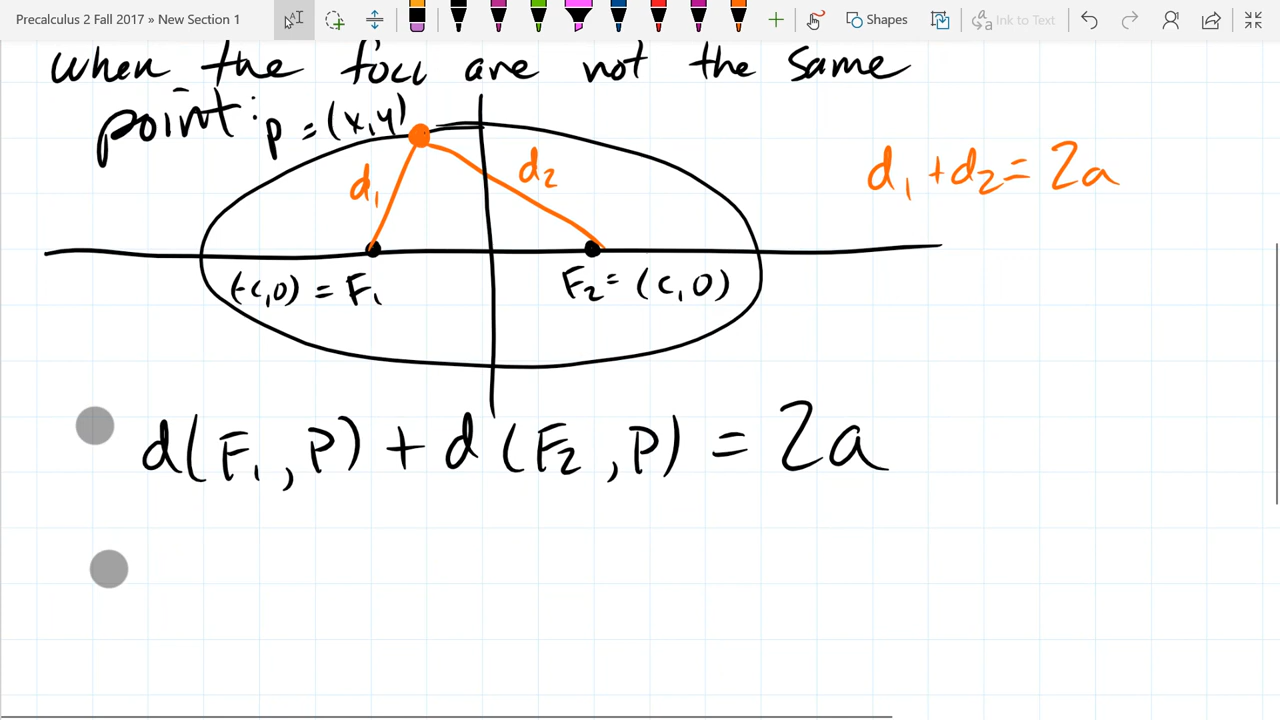 Precalculus 2 Fall 2017 » New Section 1
Shapes
Ink to Text
when the foci are not the same
point:
P = (x,y)
d1
d2
d1 + d2 = 2a
(-c,0) = F1
F2 = (c,0)
d(F1, P) + d(F2, P) = 2a